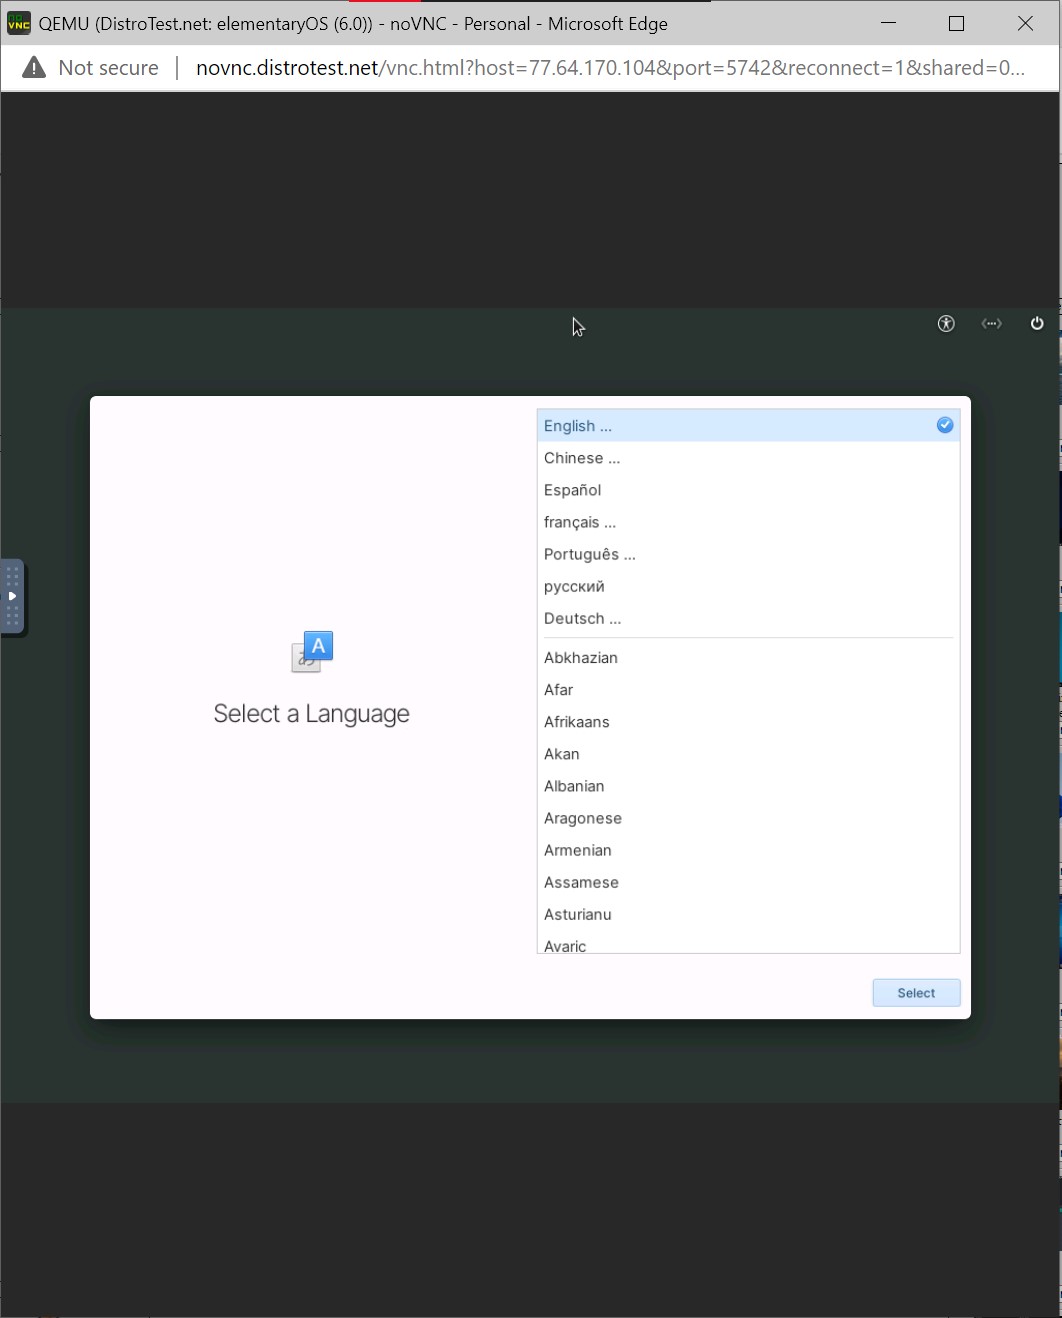 QEMU (DistroTest.net: elementaryOS (6.0)) - noVNC - Personal - Microsoft Edge
Not secure
novnc.distrotest.net/vnc.html?host=77.64.170.104&port=5742&reconnect=1&shared=0...
Select a Language
English ...
Chinese ...
Español
français ...
Português ...
русский
Deutsch ...
Abkhazian
Afar
Afrikaans
Akan
Albanian
Aragonese
Armenian
Assamese
Asturianu
Avaric
Select